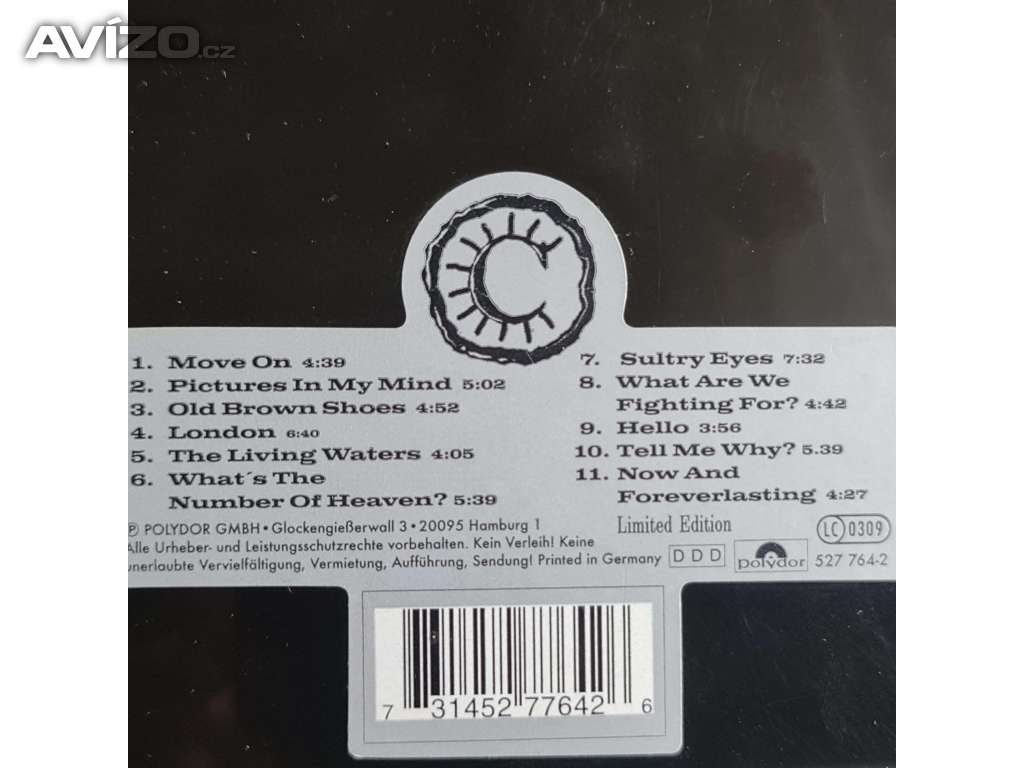 AVÍZO.cz
1. Move On 4:39
2. Pictures In My Mind 5:02
3. Old Brown Shoes 4:52
4. London 6:40
5. The Living Waters 4:05
6. What´s The
Number Of Heaven? 5:39
7. Sultry Eyes 7:32
8. What Are We
Fighting For? 4:42
9. Hello 3:56
10. Tell Me Why? 5.39
11. Now And
Foreverlasting 4:27
℗ POLYDOR GMBH · Glockengießerwall 3 · 20095 Hamburg 1
Alle Urheber- und Leistungsschutzrechte vorbehalten. Kein Verleih! Keine
unerlaubte Vervielfältigung, Vermietung, Aufführung, Sendung! Printed in Germany
Limited Edition
LC 0309
DDD
polydor
527 764-2
7 31452 77642 6